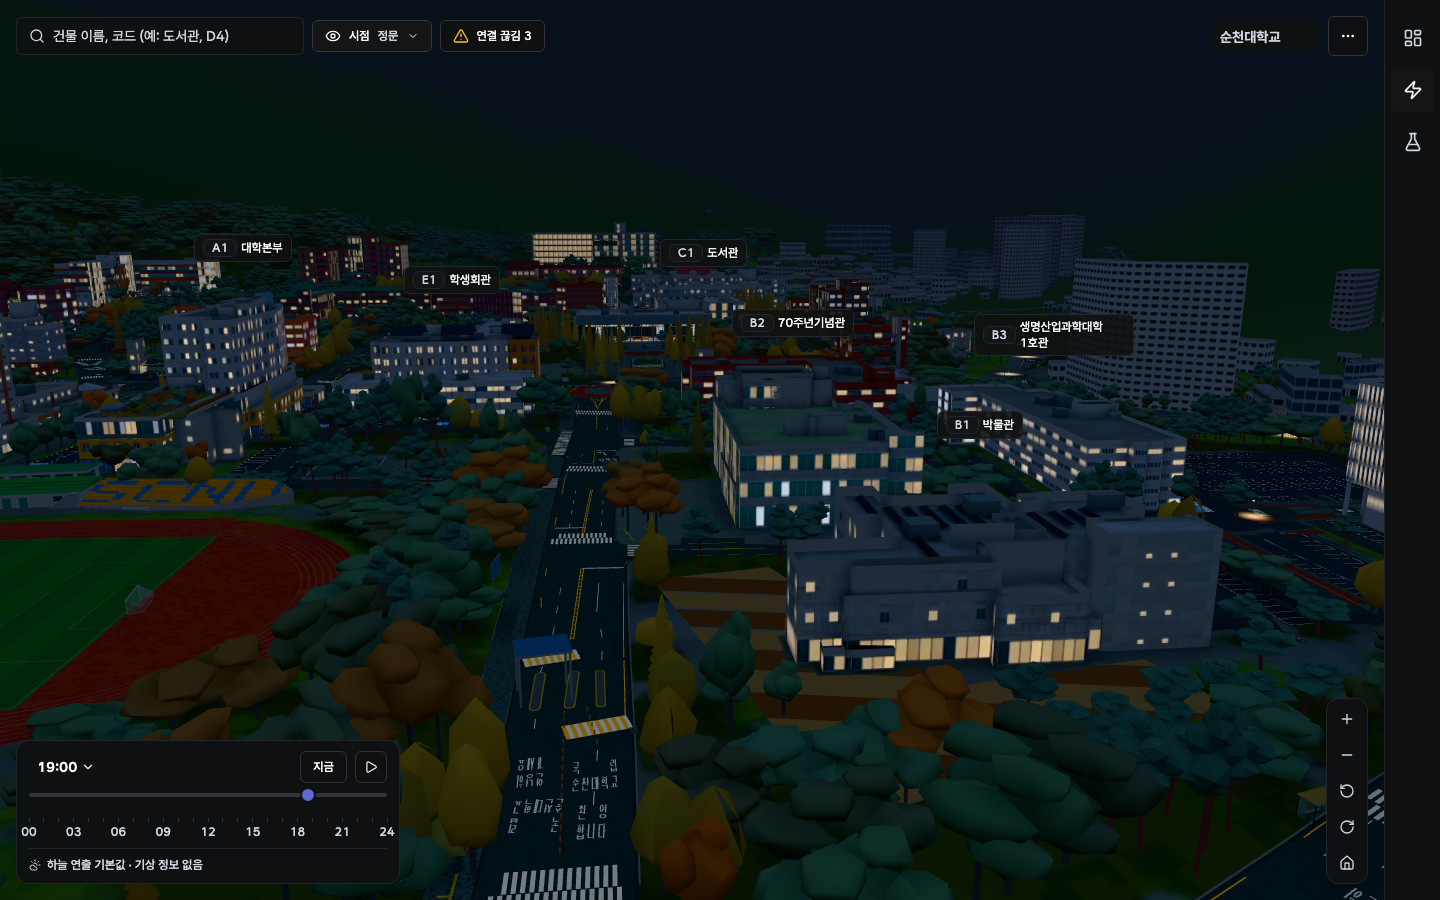 건물 이름, 코드 (예: 도서관, D4)
시점 정문
연결 끊김 3
순천대학교
A1 대학본부
C1 도서관
E1 학생회관
B2 70주년기념관
B3 생명산업과학대학
1호관
B1 박물관
SCNU
19:00
지금
00 03 06 09 12 15 18 21 24
하늘 연출 기본값 · 기상 정보 없음